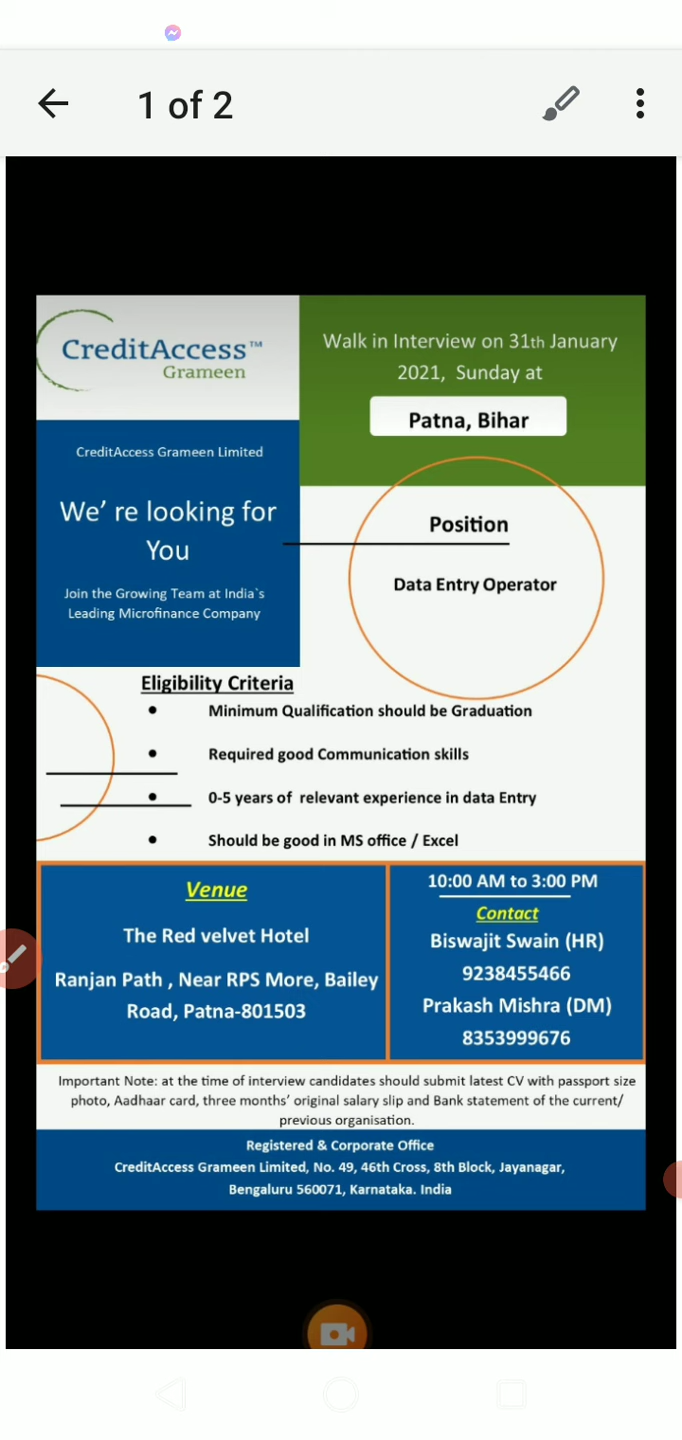 1 of 2
CreditAccess™
Grameen
Walk in Interview on 31th January
2021, Sunday at
Patna, Bihar
CreditAccess Grameen Limited
We’ re looking for
You
Join the Growing Team at India`s
Leading Microfinance Company
Position
Data Entry Operator
Eligibility Criteria
• Minimum Qualification should be Graduation
• Required good Communication skills
• 0-5 years of relevant experience in data Entry
• Should be good in MS office / Excel
Venue
The Red velvet Hotel
Ranjan Path , Near RPS More, Bailey
Road, Patna-801503
10:00 AM to 3:00 PM
Contact
Biswajit Swain (HR)
9238455466
Prakash Mishra (DM)
8353999676
Important Note: at the time of interview candidates should submit latest CV with passport size
photo, Aadhaar card, three months’ original salary slip and Bank statement of the current/
previous organisation.
Registered & Corporate Office
CreditAccess Grameen Limited, No. 49, 46th Cross, 8th Block, Jayanagar,
Bengaluru 560071, Karnataka. India